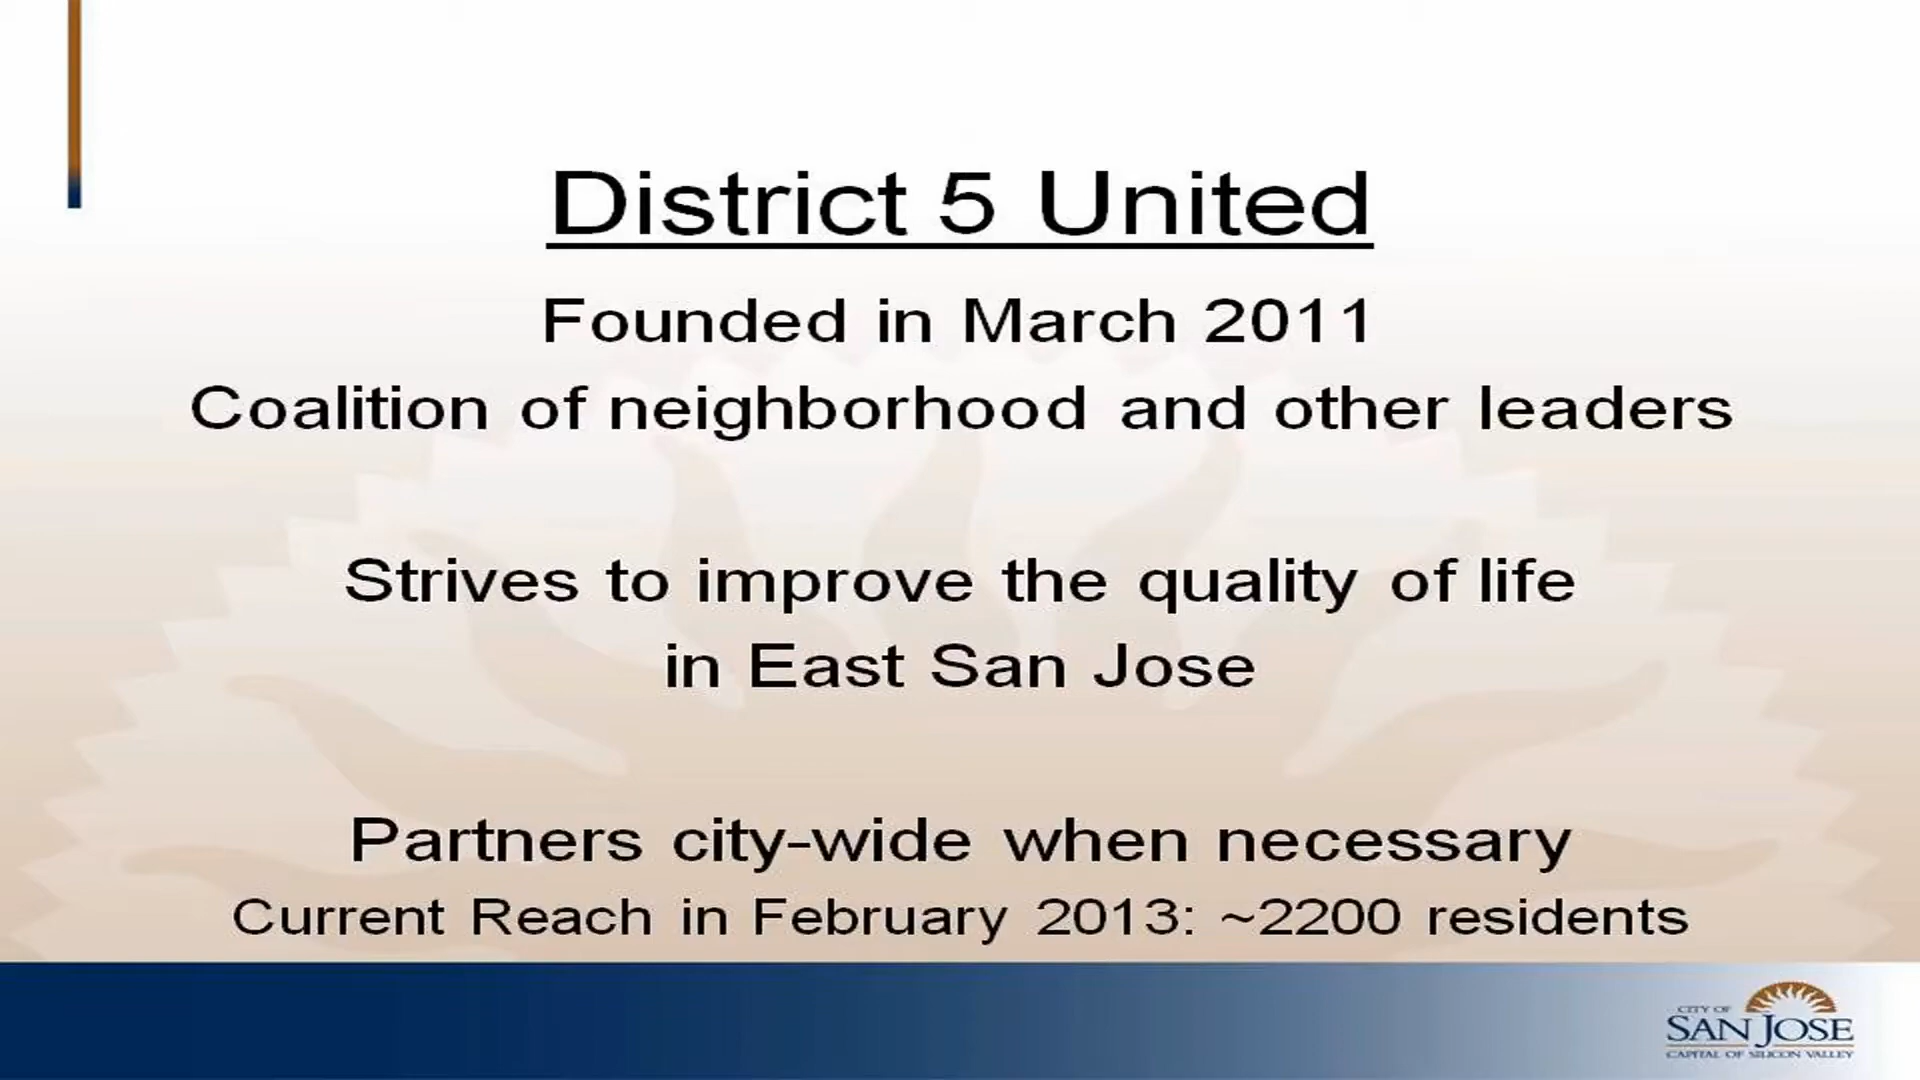 District 5 United
Founded in March 2011
Coalition of neighborhood and other leaders
Strives to improve the quality of life
in East San Jose
Partners city-wide when necessary
Current Reach in February 2013: ~2200 residents
CITY OF
SAN JOSE
CAPITAL OF SILICON VALLEY